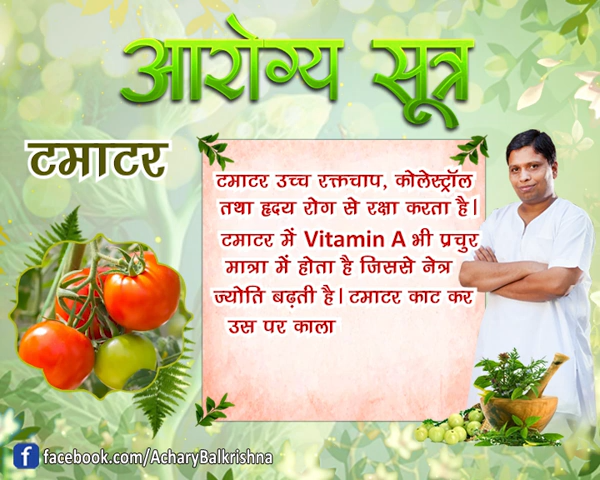 आरोग्य सूत्र
टमाटर
टमाटर उच्च रक्तचाप, कोलेस्ट्रॉल
तथा हृदय रोग से रक्षा करता है।
टमाटर में Vitamin A भी प्रचुर
मात्रा में होता है जिससे नेत्र
ज्योति बढ़ती है। टमाटर काट कर
उस पर काला
facebook.com/AcharyBalkrishna